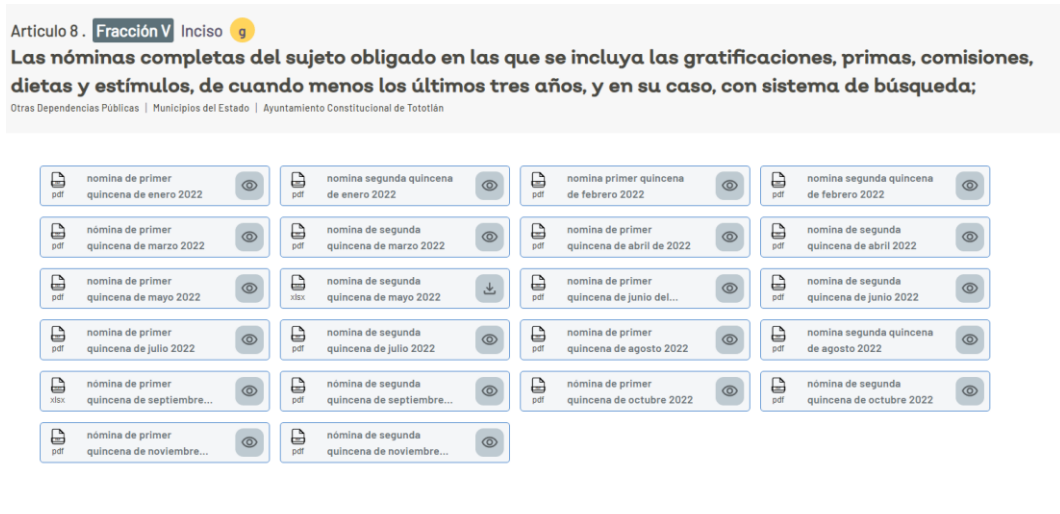 Articulo 8 . Fracción V Inciso g
Las nóminas completas del sujeto obligado en las que se incluya las gratificaciones, primas, comisiones,
dietas y estímulos, de cuando menos los últimos tres años, y en su caso, con sistema de búsqueda;
Otras Dependencias Públicas | Municipios del Estado | Ayuntamiento Constitucional de Tototlán
pdf
nomina de primer
quincena de enero 2022
pdf
nomina segunda quincena
de enero 2022
pdf
nomina primer quincena
de febrero 2022
pdf
nomina segunda quincena
de febrero 2022
pdf
nómina de primer
quincena de marzo 2022
pdf
nómina de segunda
quincena de marzo 2022
pdf
nomina de primer
quincena de abril de 2022
pdf
nomina de segunda
quincena de abril 2022
pdf
nomina de primer
quincena de mayo 2022
xlsx
nomina de segunda
quincena de mayo 2022
pdf
nomina de primer
quincena de junio del...
pdf
nomina de segunda
quincena de junio 2022
pdf
nomina de primer
quincena de julio 2022
pdf
nomina de segunda
quincena de julio 2022
pdf
nomina de primer
quincena de agosto 2022
pdf
nomina segunda quincena
de agosto 2022
xlsx
nómina de primer
quincena de septiembre...
pdf
nómina de segunda
quincena de septiembre...
pdf
nómina de primer
quincena de octubre 2022
pdf
nómina de segunda
quincena de octubre 2022
pdf
nómina de primer
quincena de noviembre...
pdf
nómina de segunda
quincena de noviembre...